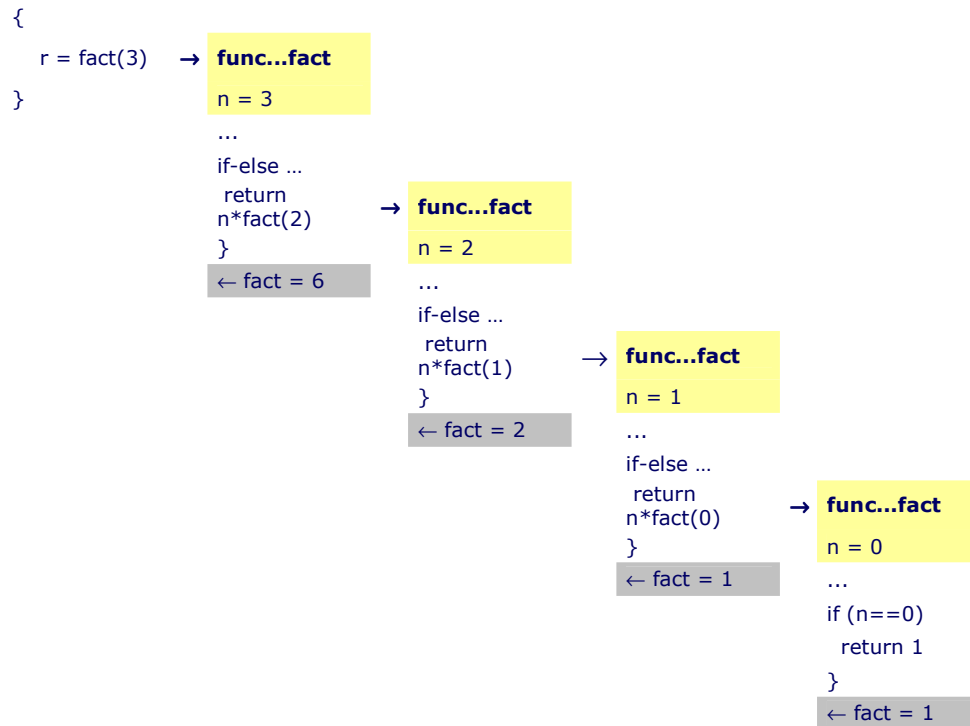 {
r = fact(3) → func...fact
}
n = 3
...
if-else ...
return
n*fact(2)
}
← fact = 6
→ func...fact
n = 2
...
if-else ...
return
n*fact(1)
}
← fact = 2
→ func...fact
n = 1
...
if-else ...
return
n*fact(0)
}
← fact = 1
→ func...fact
n = 0
...
if (n==0)
return 1
}
← fact = 1